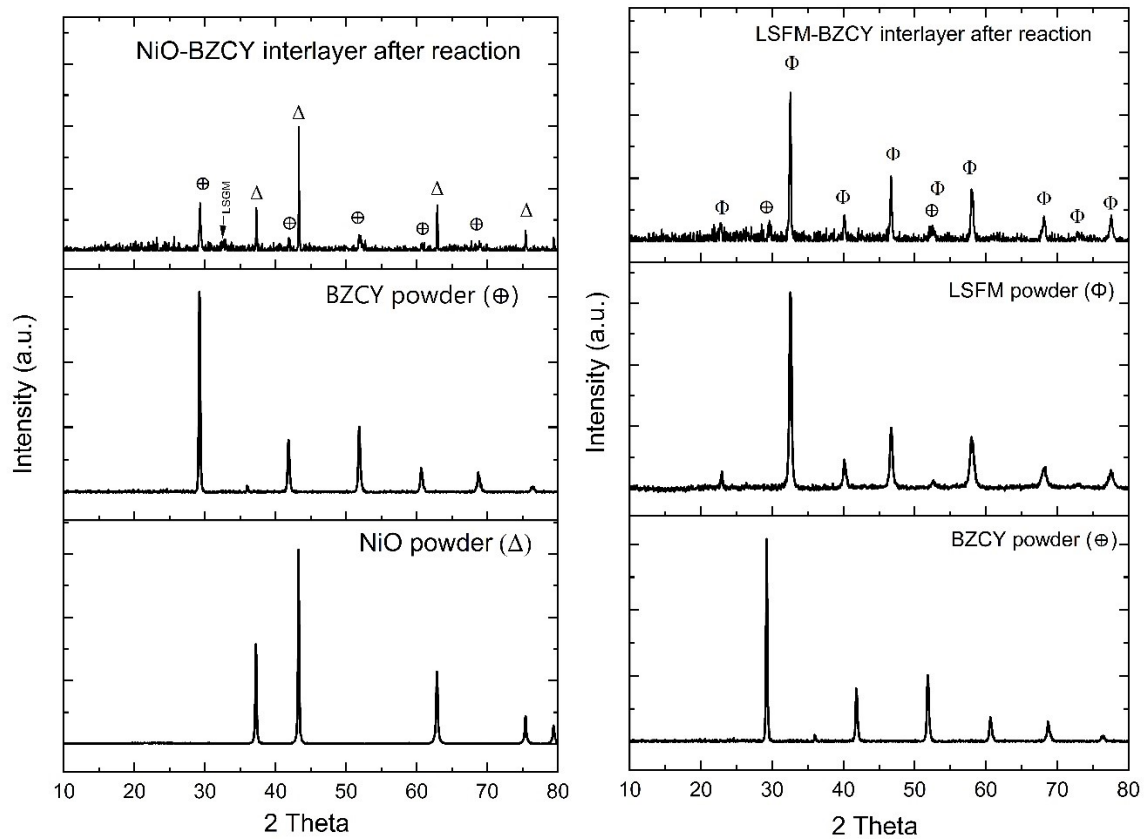 NiO-BZCY interlayer after reaction
Δ
⊕
LSGM
Δ
⊕
⊕
⊕
Δ
⊕
Δ
BZCY powder (⊕)
NiO powder (Δ)
Intensity (a.u.)
10 20 30 40 50 60 70 80
2 Theta
LSFM-BZCY interlayer after reaction
Φ
Φ
⊕
Φ
Φ
Φ
⊕
Φ
Φ
Φ
Φ
LSFM powder (Φ)
BZCY powder (⊕)
Intensity (a.u.)
10 20 30 40 50 60 70 80
2 Theta